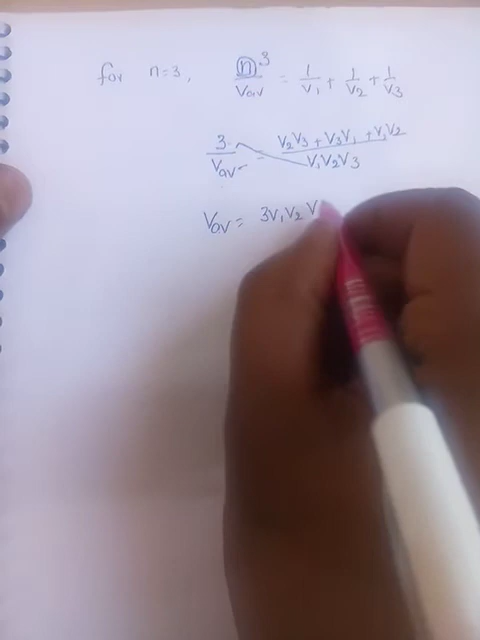 for n=3, (n)³/Vav = 1/V₁ + 1/V₂ + 1/V₃
3/Vav = V₂V₃ + V₃V₁ + V₁V₂/V₁V₂V₃
Vav = 3V₁V₂V